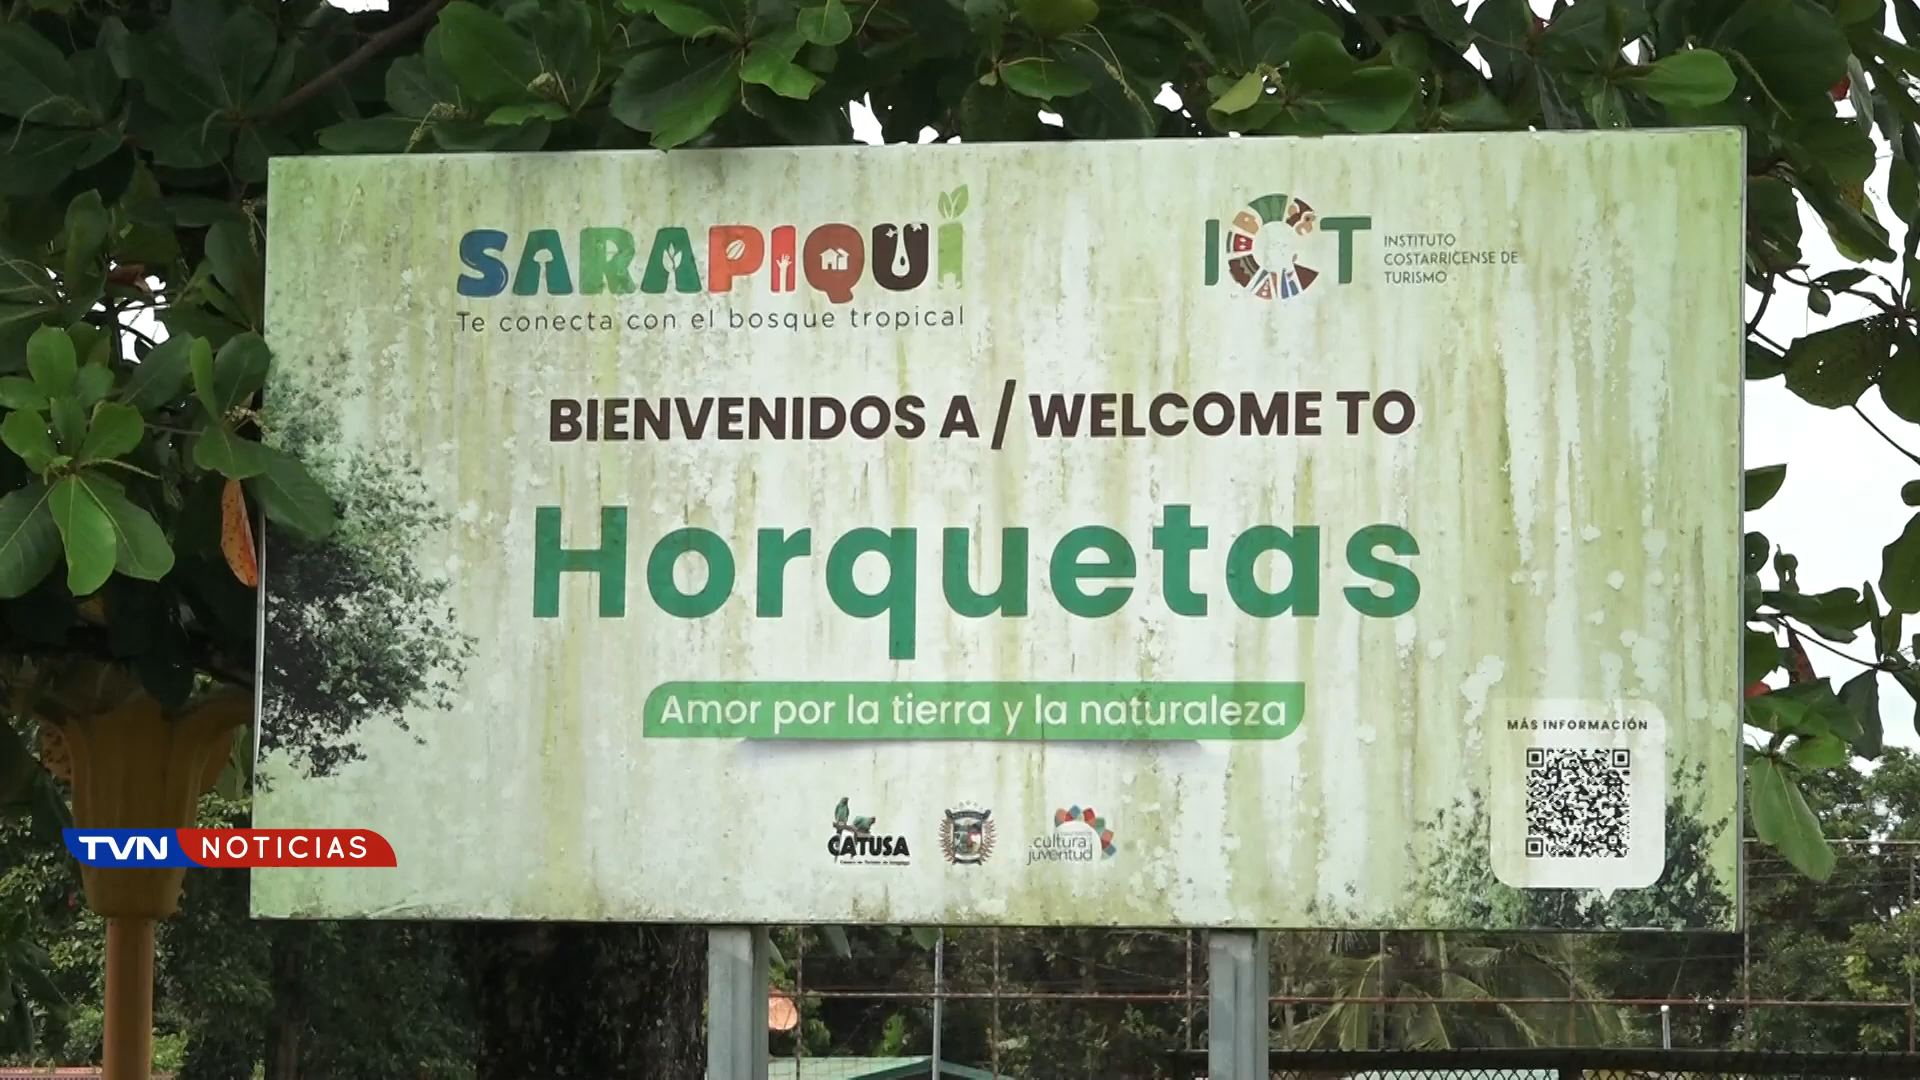 SARAPIQUÍ
Te conecta con el bosque tropical
ICT
INSTITUTO
COSTARRICENSE DE
TURISMO
BIENVENIDOS A / WELCOME TO
Horquetas
Amor por la tierra y la naturaleza
MÁS INFORMACIÓN
CATUSA
cultura
juventud
TVN NOTICIAS